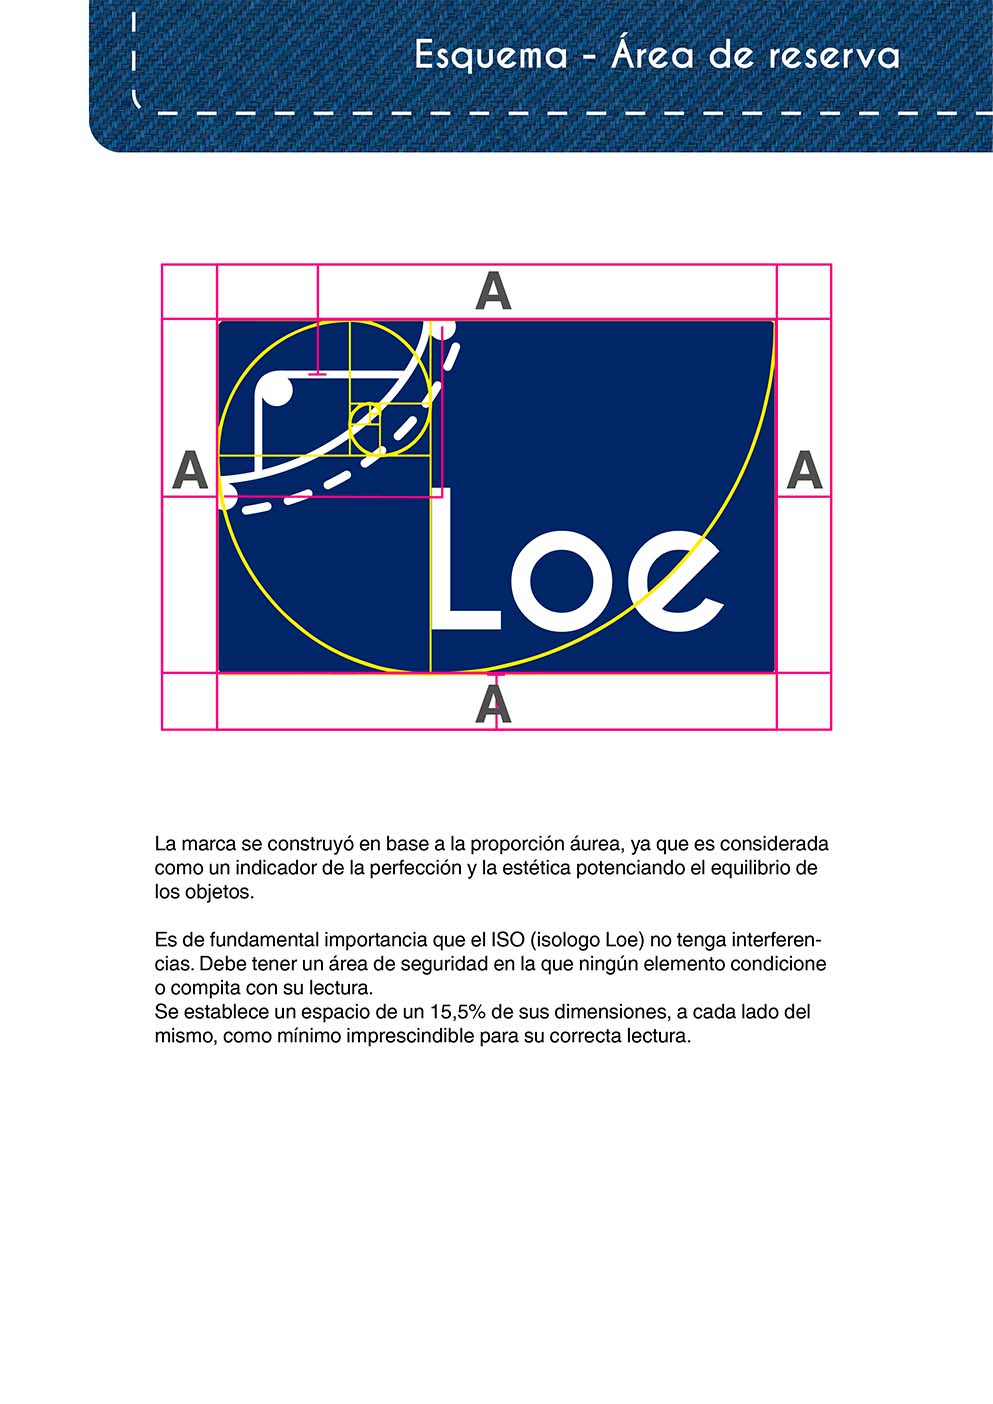 Esquema - Área de reserva
A
A
A
Loe
A
La marca se construyó en base a la proporción áurea, ya que es considerada
como un indicador de la perfección y la estética potenciando el equilibrio de
los objetos.
Es de fundamental importancia que el ISO (isologo Loe) no tenga interferen-
cias. Debe tener un área de seguridad en la que ningún elemento condicione
o compita con su lectura.
Se establece un espacio de un 15,5% de sus dimensiones, a cada lado del
mismo, como mínimo imprescindible para su correcta lectura.